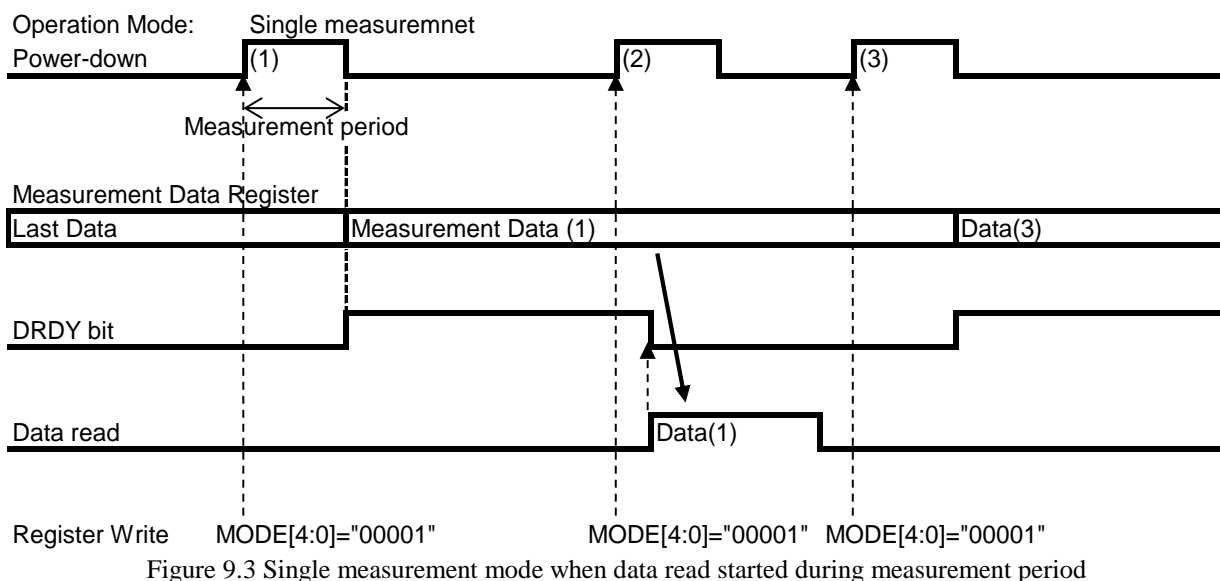 Operation Mode: Single measuremnet
Power-down (1) (2) (3)
Measurement period
Measurement Data Register
Last Data Measurement Data (1) Data(3)
DRDY bit
Data read Data(1)
Register Write MODE[4:0]="00001" MODE[4:0]="00001" MODE[4:0]="00001"
Figure 9.3 Single measurement mode when data read started during measurement period